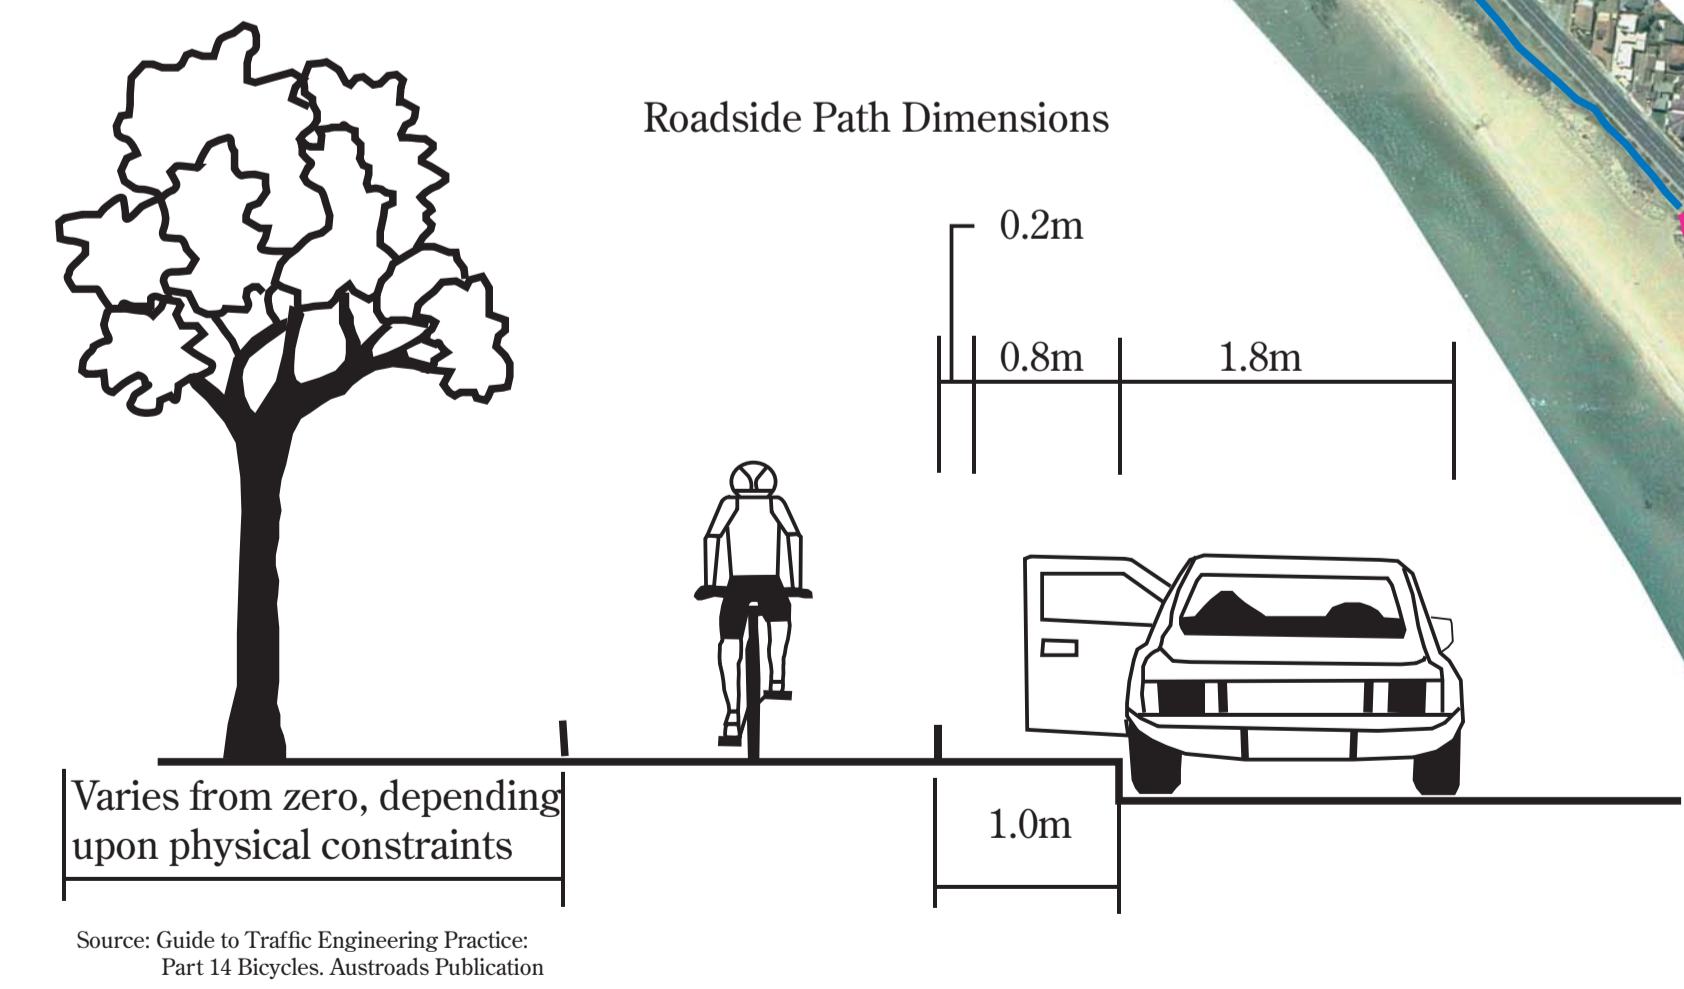 Roadside Path Dimensions
0.2m
0.8m
1.8m
Varies from zero, depending
upon physical constraints
1.0m
Source: Guide to Traffic Engineering Practice:
Part 14 Bicycles. Austroads Publication